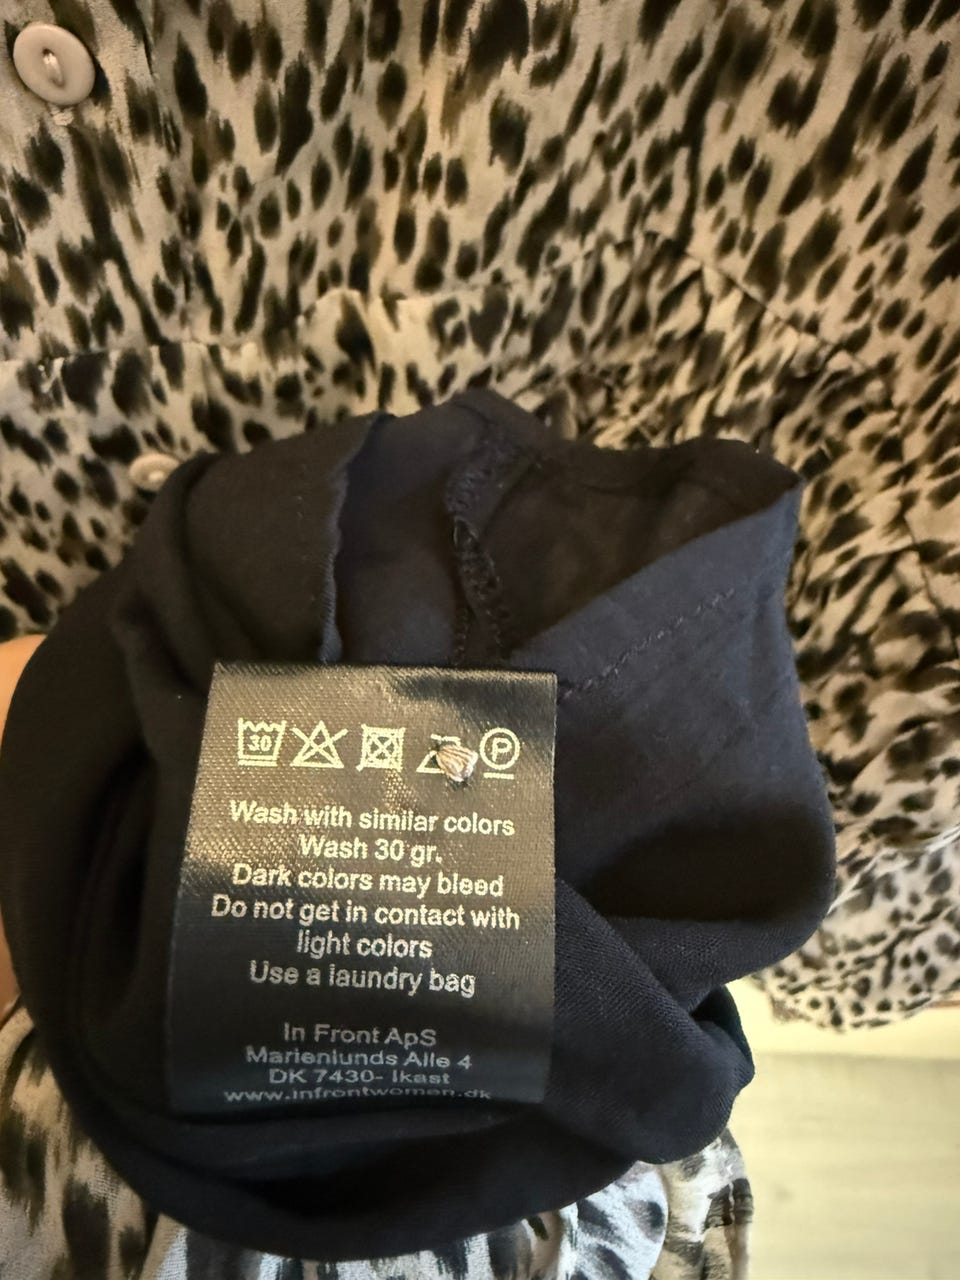 30 P
Wash with similar colors
Wash 30 gr.
Dark colors may bleed
Do not get in contact with
light colors
Use a laundry bag
In Front ApS
Marienlunds Alle 4
DK 7430- Ikast
www.infrontwomen.dk